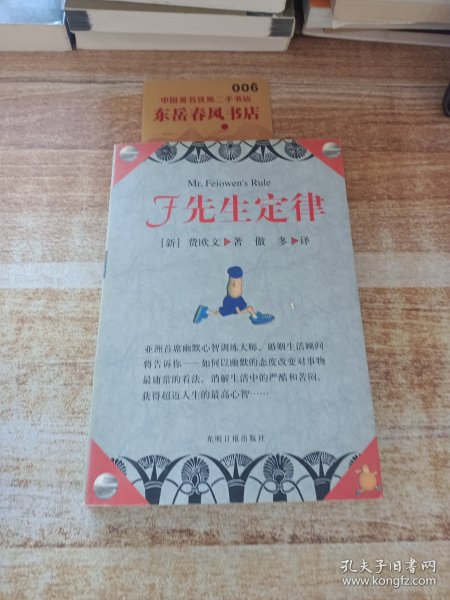 006
中国著名优质二手书店
东岳春风书店
Mr. Feiowen's Rule
F先生定律
[新] 费欧文▶著 傲 多▶译
亚洲首席幽默心智训练大师、婚姻生活顾问
将告诉你——如何以幽默的态度改变对事物
最庸常的看法，消解生活中的严酷和苦闷，
获得超迈人生的最高心智……
光明日报出版社
孔夫子旧书网
www.kongfz.com